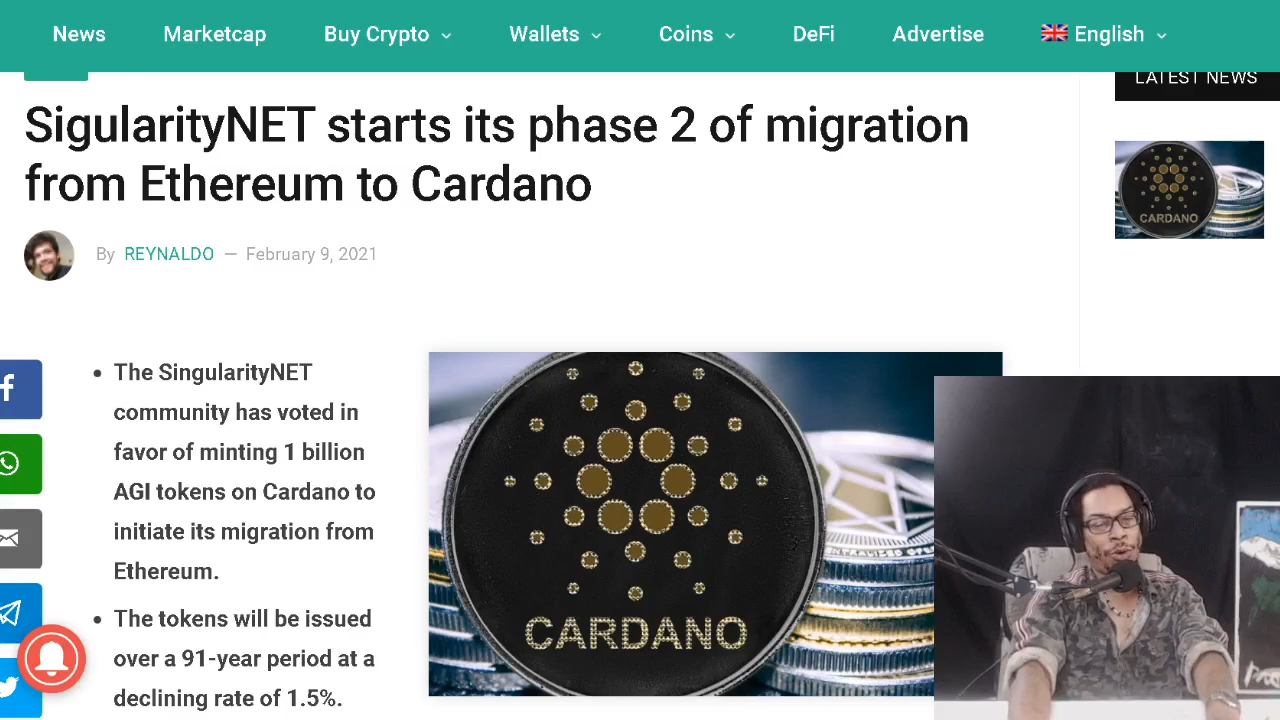 News Marketcap Buy Crypto Wallets Coins DeFi Advertise English
LATEST NEWS
SigularityNET starts its phase 2 of migration
from Ethereum to Cardano
By REYNALDO — February 9, 2021
CARDANO
The SingularityNET
community has voted in
favor of minting 1 billion
AGI tokens on Cardano to
initiate its migration from
Ethereum.
The tokens will be issued
over a 91-year period at a
declining rate of 1.5%.
CARDANO